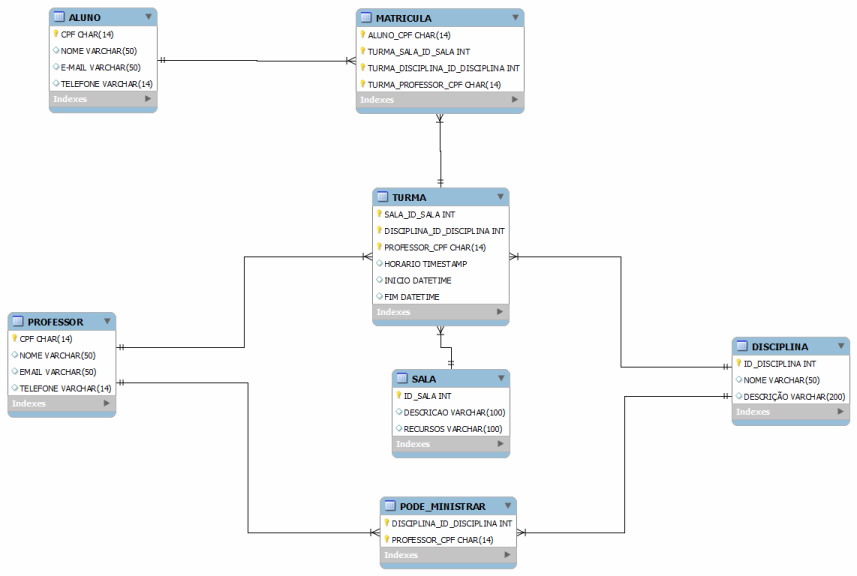 ALUNO
CPF CHAR(14)
NOME VARCHAR(50)
E-MAIL VARCHAR(50)
TELEFONE VARCHAR(14)
Indexes
MATRICULA
ALUNO_CPF CHAR(14)
TURMA_SALA_ID_SALA INT
TURMA_DISCIPLINA_ID_DISCIPLINA INT
TURMA_PROFESSOR_CPF CHAR(14)
Indexes
TURMA
SALA_ID_SALA INT
DISCIPLINA_ID_DISCIPLINA INT
PROFESSOR_CPF CHAR(14)
HORARIO TIMESTAMP
INICIO DATETIME
FIM DATETIME
Indexes
PROFESSOR
CPF CHAR(14)
NOME VARCHAR(50)
EMAIL VARCHAR(50)
TELEFONE VARCHAR(14)
Indexes
SALA
ID_SALA INT
DESCRICAO VARCHAR(100)
RECURSOS VARCHAR(100)
Indexes
DISCIPLINA
ID_DISCIPLINA INT
NOME VARCHAR(50)
DESCRIÇÃO VARCHAR(200)
Indexes
PODE_MINISTRAR
DISCIPLINA_ID_DISCIPLINA INT
PROFESSOR_CPF CHAR(14)
Indexes